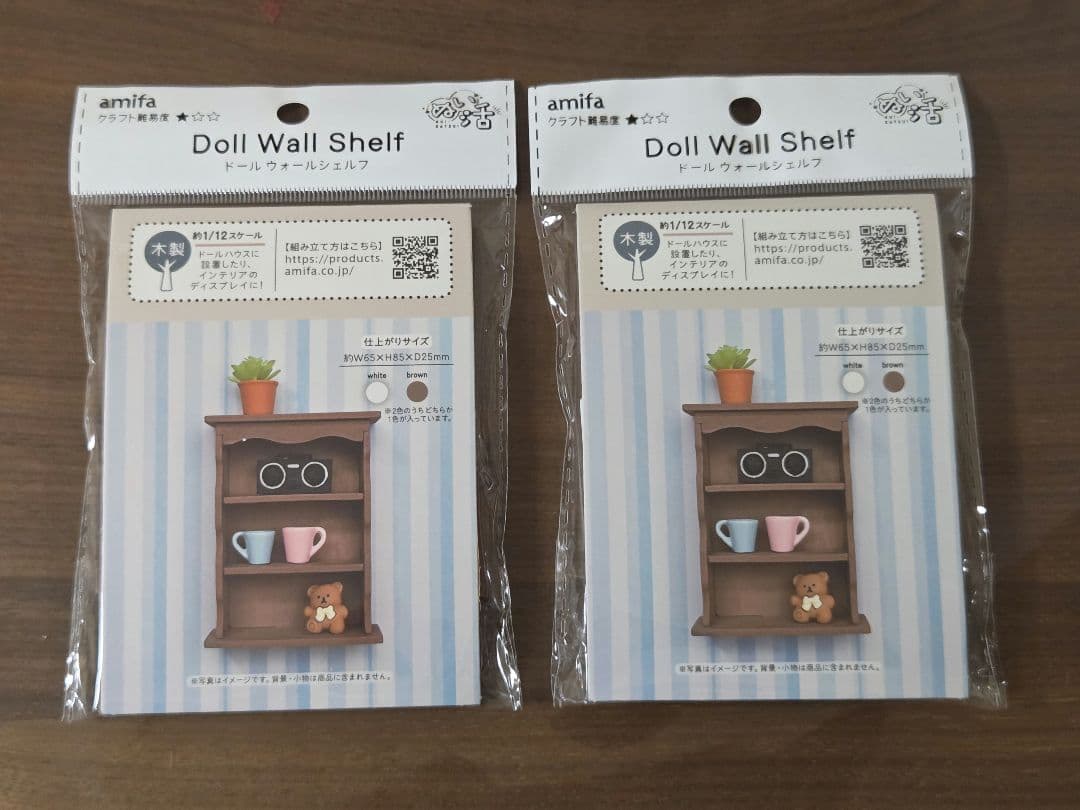 amifa
クラフト難易度 ★☆☆
ぬい活
NUI KATSUI
Doll Wall Shelf
ドール ウォールシェルフ
木製
約1/12スケール
ドールハウスに
設置したり、
インテリアの
ディスプレイに!
【組み立て方はこちら】
https://products.
amifa.co.jp/
仕上がりサイズ
約W65×H85×D25mm
white
brown
※2色のうちどちらか
1色が入っています。
※写真はイメージです。背景・小物は商品に含まれません。
amifa
クラフト難易度 ★☆☆
ぬい活
NUI KATSUI
Doll Wall Shelf
ドール ウォールシェルフ
木製
約1/12スケール
ドールハウスに
設置したり、
インテリアの
ディスプレイに!
【組み立て方はこちら】
https://products.
amifa.co.jp/
仕上がりサイズ
約W65×H85×D25mm
white
brown
※2色のうちどちらか
1色が入っています。
※写真はイメージです。背景・小物は商品に含まれません。